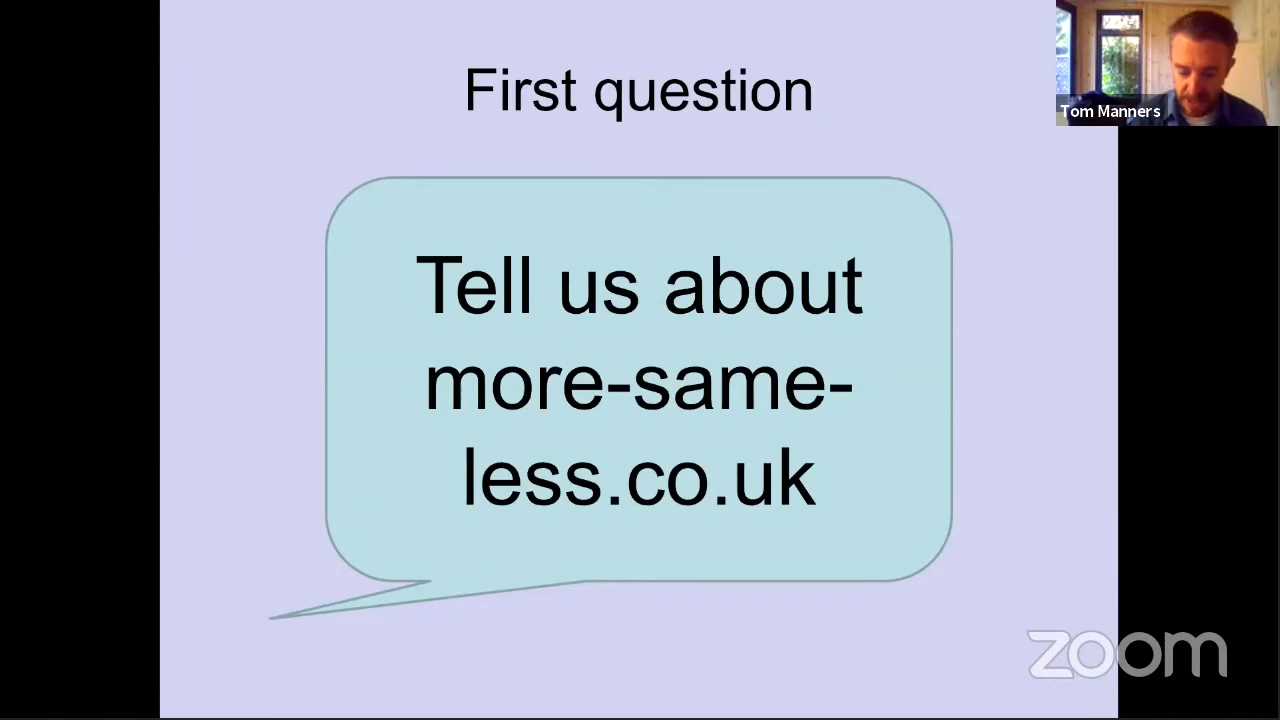 First question
Tom Manners
Tell us about
more-same-
less.co.uk
zoom